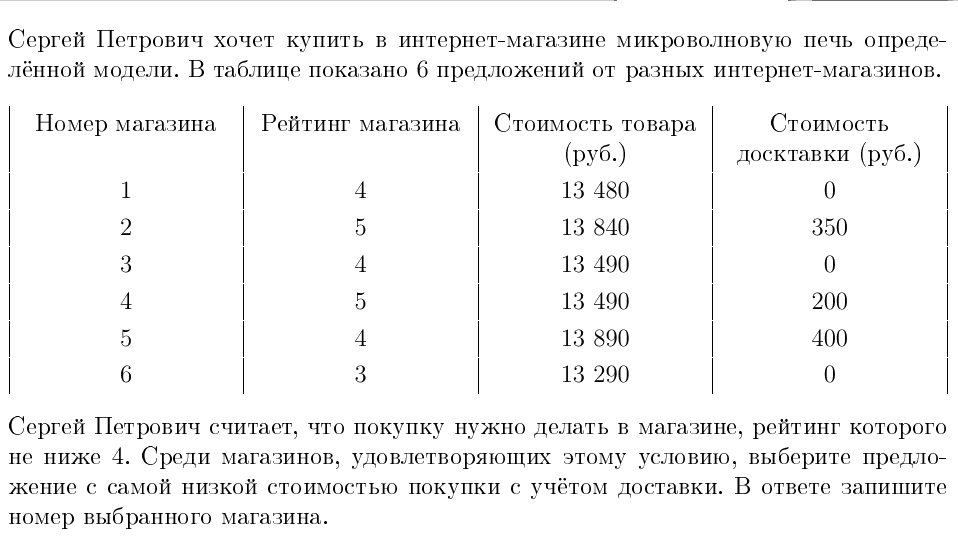 Сергей Петрович хочет купить в интернет-магазине микроволновую печь опреде-
лённой модели. В таблице показано 6 предложений от разных интернет-магазинов.
Номер магазина Рейтинг магазина Стоимость товара (руб.) Стоимость досктавки (руб.)
1 4 13 480 0
2 5 13 840 350
3 4 13 490 0
4 5 13 490 200
5 4 13 890 400
6 3 13 290 0
Сергей Петрович считает, что покупку нужно делать в магазине, рейтинг которого
не ниже 4. Среди магазинов, удовлетворяющих этому условию, выберите предло-
жение с самой низкой стоимостью покупки с учётом доставки. В ответе запишите
номер выбранного магазина.